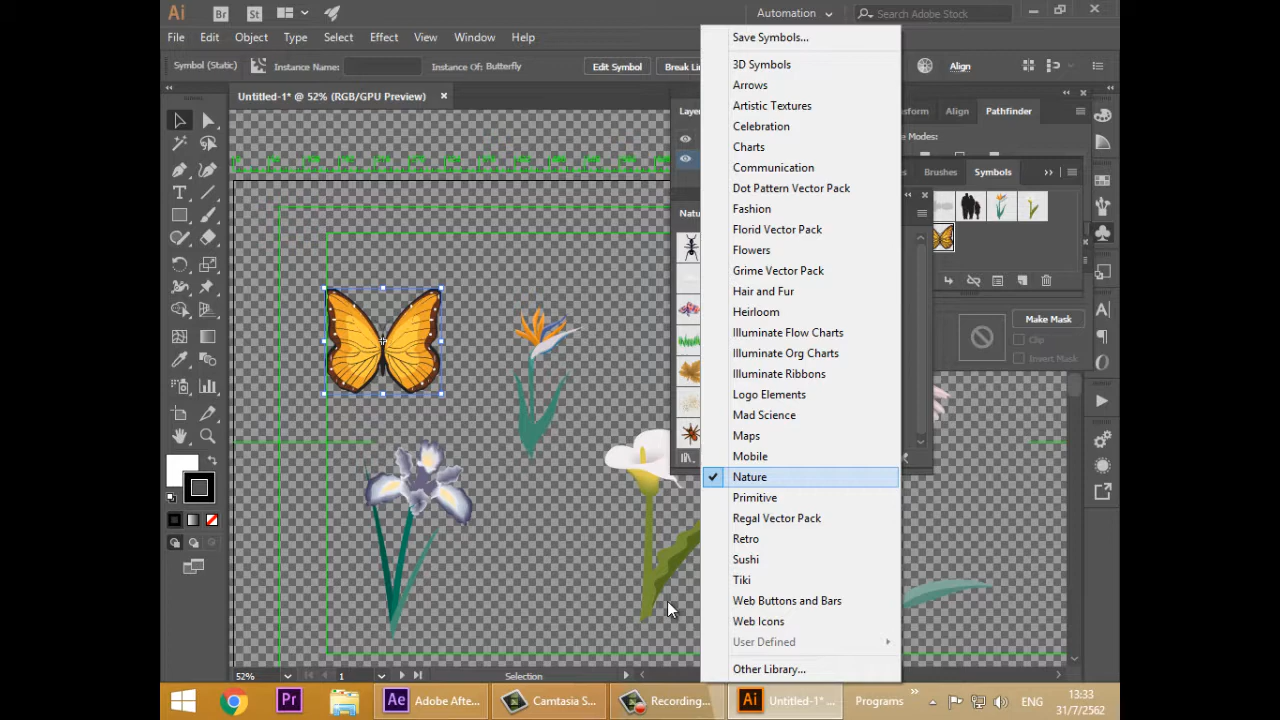 Ai Br St Automation Search Adobe Stock
File Edit Object Type Select Effect View Window Help
Symbol (Static) Instance Name: Instance Of: Butterfly Edit Symbol Align
Untitled-1* @ 52% (RGB/GPU Preview)
Save Symbols...
3D Symbols
Arrows
Artistic Textures
Celebration
Charts
Communication
Dot Pattern Vector Pack
Fashion
Florid Vector Pack
Flowers
Grime Vector Pack
Hair and Fur
Heirloom
Illuminate Flow Charts
Illuminate Org Charts
Illuminate Ribbons
Logo Elements
Mad Science
Maps
Mobile
Nature
Primitive
Regal Vector Pack
Retro
Sushi
Tiki
Web Buttons and Bars
Web Icons
User Defined
Other Library...
Align Pathfinder
Modes:
Brushes Symbols
Make Mask
Clip
Invert Mask
52% 1 Selection
Pr Ae Adobe Afte... Camtasia S... Recording... Ai Untitled-1* ... Programs ENG 13:33
31/7/2562